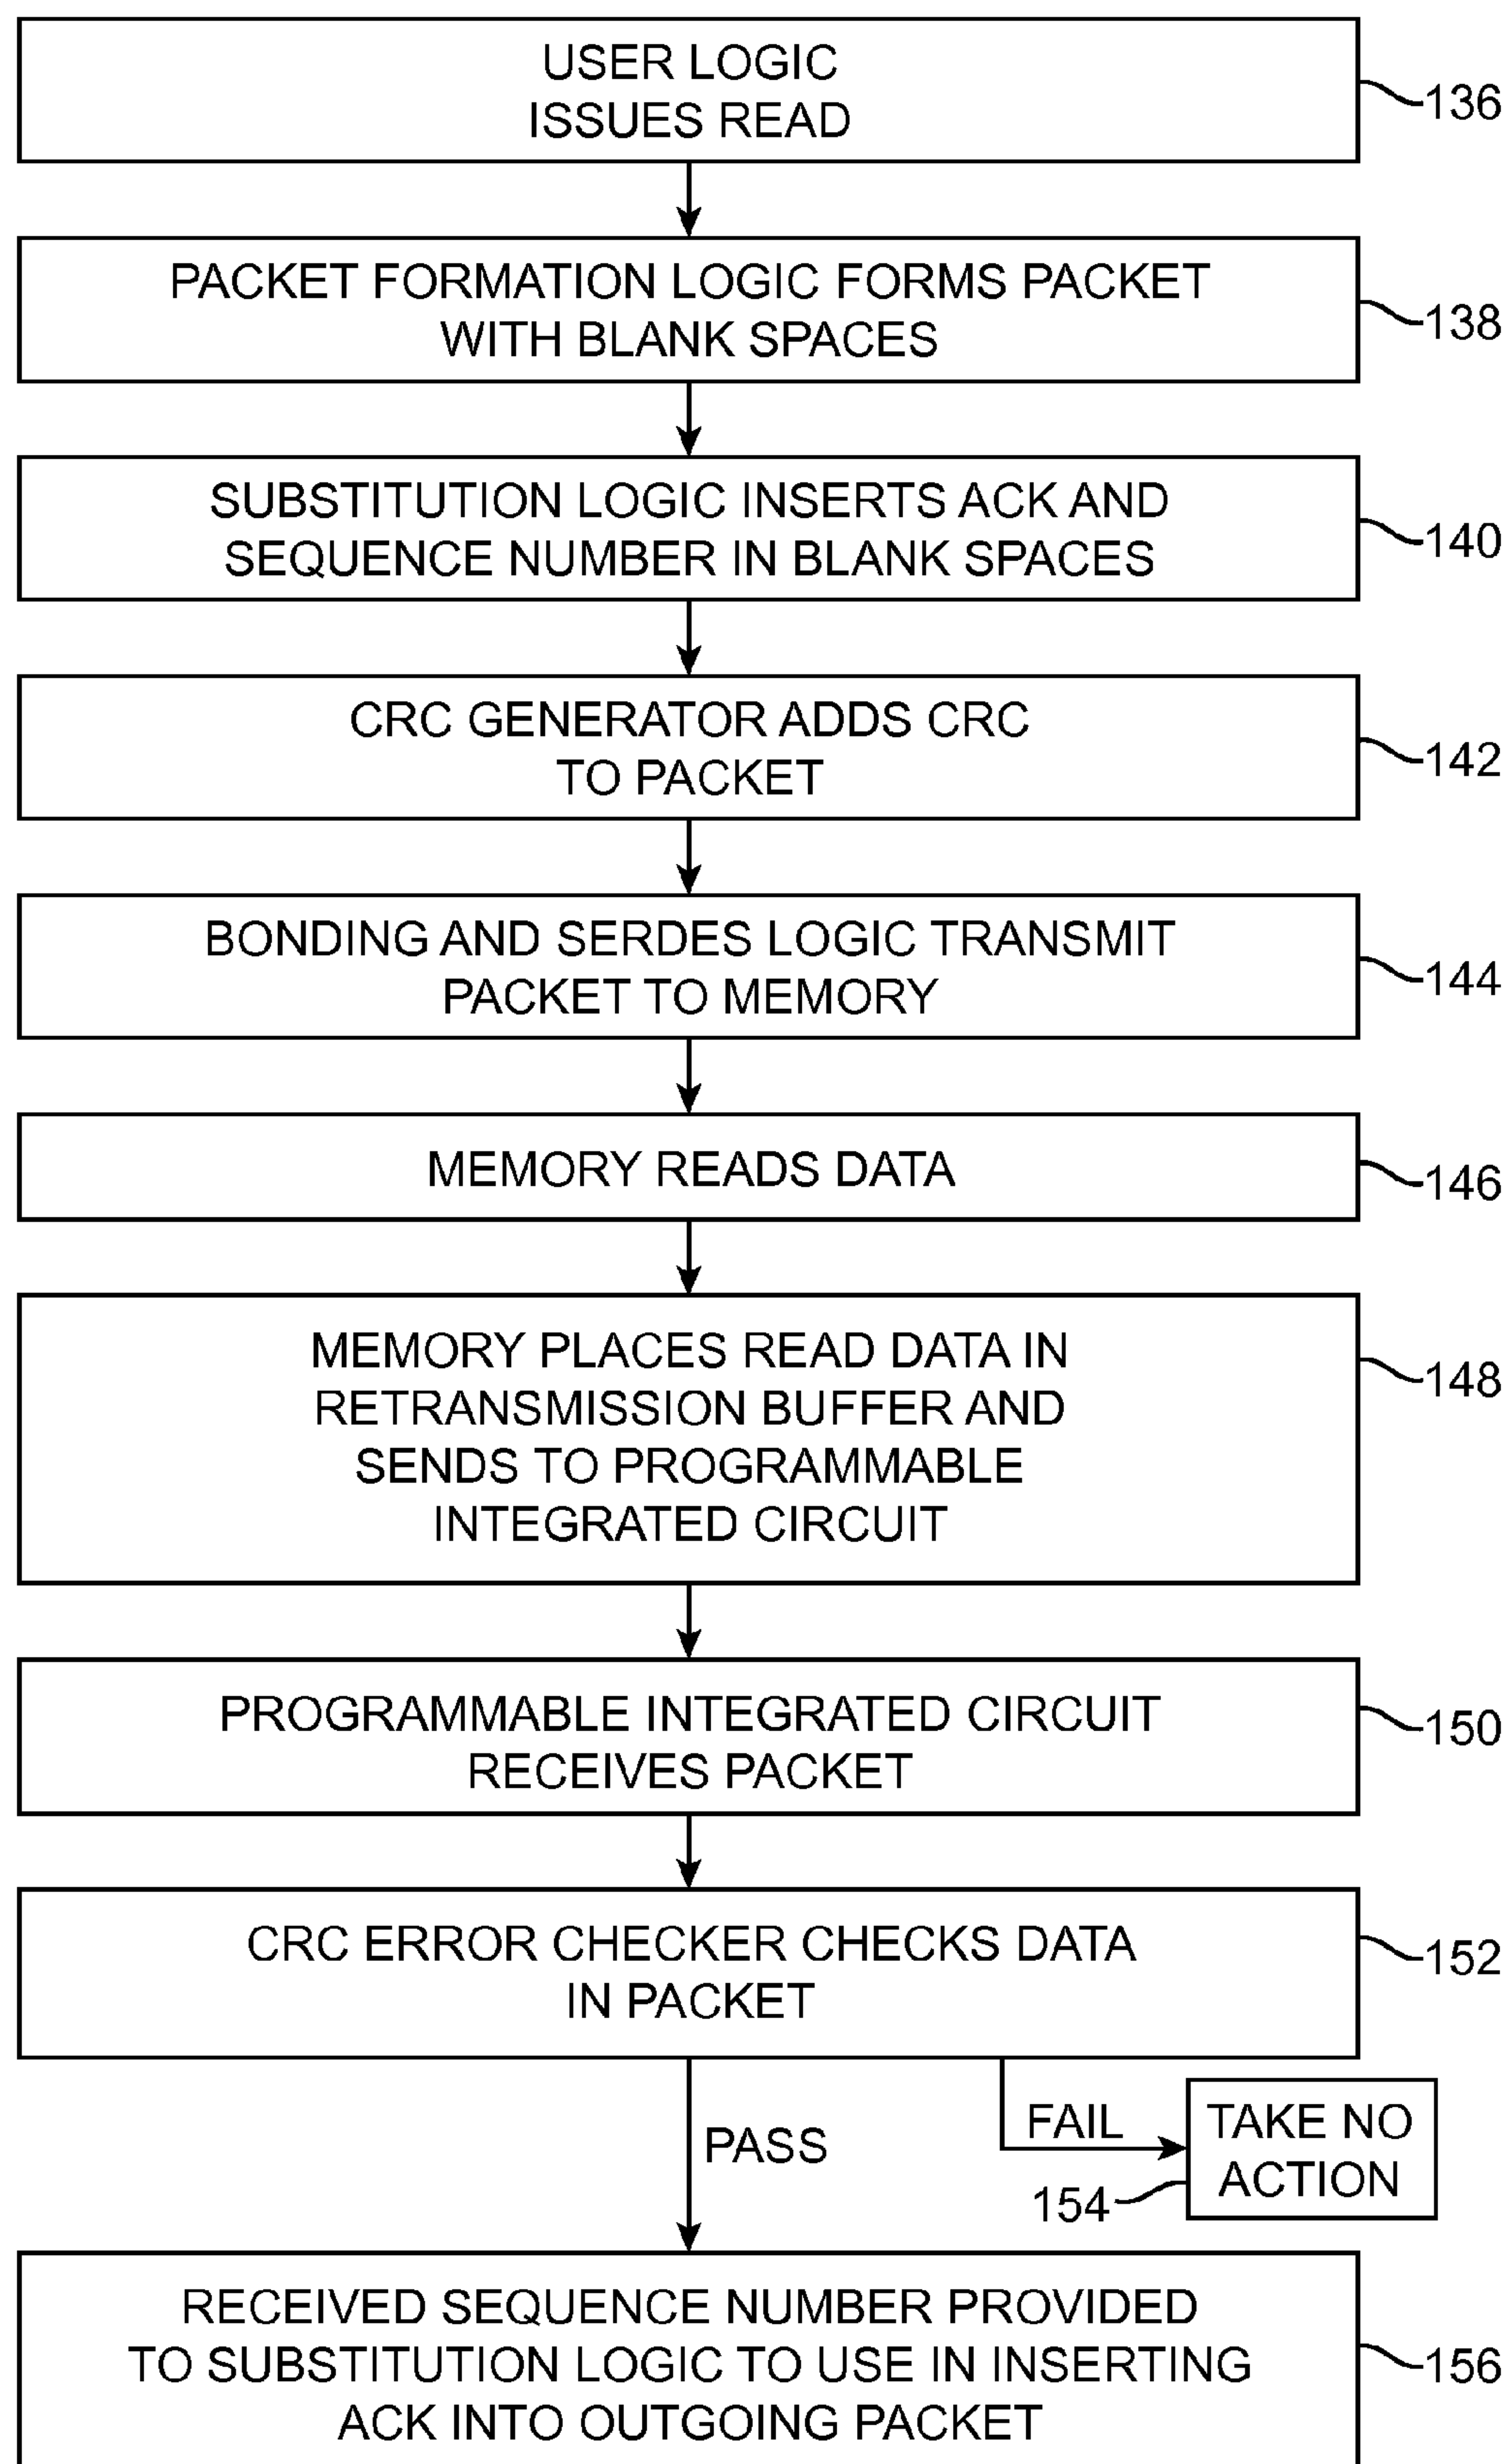 USER LOGIC
ISSUES READ
136
PACKET FORMATION LOGIC FORMS PACKET
WITH BLANK SPACES
138
SUBSTITUTION LOGIC INSERTS ACK AND
SEQUENCE NUMBER IN BLANK SPACES
140
CRC GENERATOR ADDS CRC
TO PACKET
142
BONDING AND SERDES LOGIC TRANSMIT
PACKET TO MEMORY
144
MEMORY READS DATA
146
MEMORY PLACES READ DATA IN
RETRANSMISSION BUFFER AND
SENDS TO PROGRAMMABLE
INTEGRATED CIRCUIT
148
PROGRAMMABLE INTEGRATED CIRCUIT
RECEIVES PACKET
150
CRC ERROR CHECKER CHECKS DATA
IN PACKET
152
PASS
FAIL
TAKE NO
ACTION
154
RECEIVED SEQUENCE NUMBER PROVIDED
TO SUBSTITUTION LOGIC TO USE IN INSERTING
ACK INTO OUTGOING PACKET
156